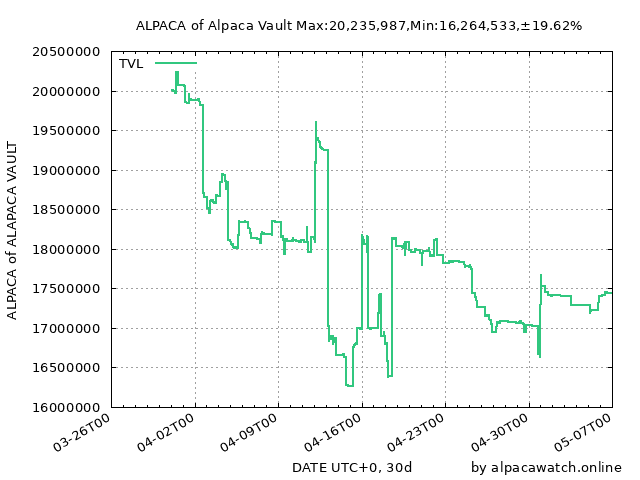 ALPACA of Alpaca Vault Max:20,235,987,Min:16,264,533,±19.62%
TVL
20500000
20000000
19500000
19000000
18500000
18000000
17500000
17000000
16500000
16000000
ALPACA of ALAPACA VAULT
03-26T00
04-02T00
04-09T00
04-16T00
04-23T00
04-30T00
05-07T00
DATE UTC+0, 30d
by alpacawatch.online